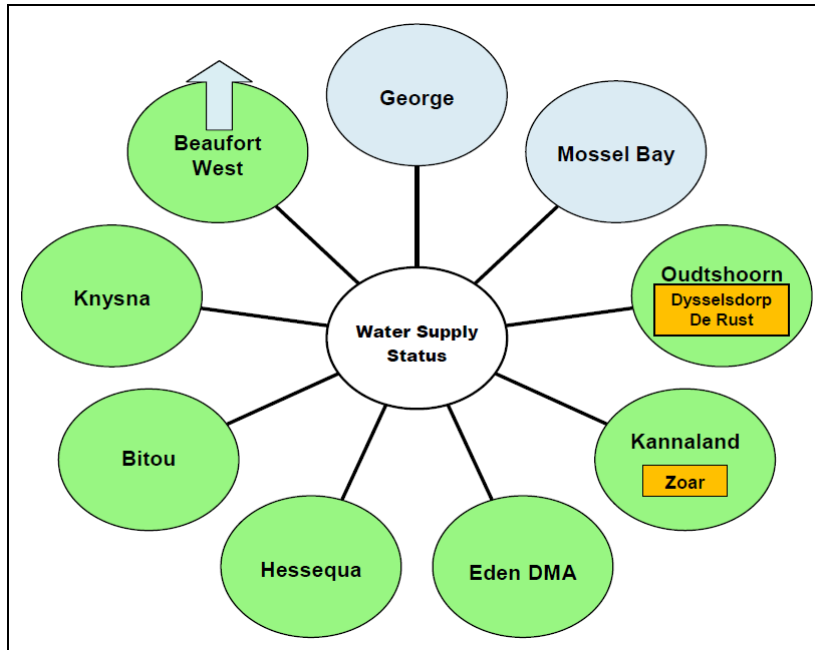 George
Beaufort
West
Mossel Bay
Knysna
Oudtshoorn
Dysselsdorp
De Rust
Water Supply
Status
Bitou
Kannaland
Zoar
Hessequa
Eden DMA